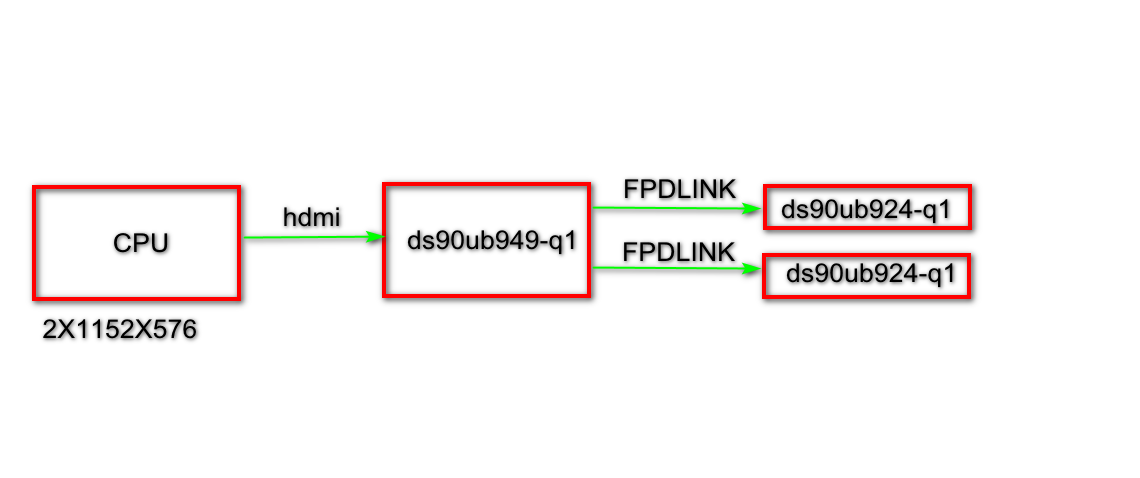 CPU
2X1152X576
hdmi
ds90ub949-q1
FPDLINK
FPDLINK
ds90ub924-q1
ds90ub924-q1